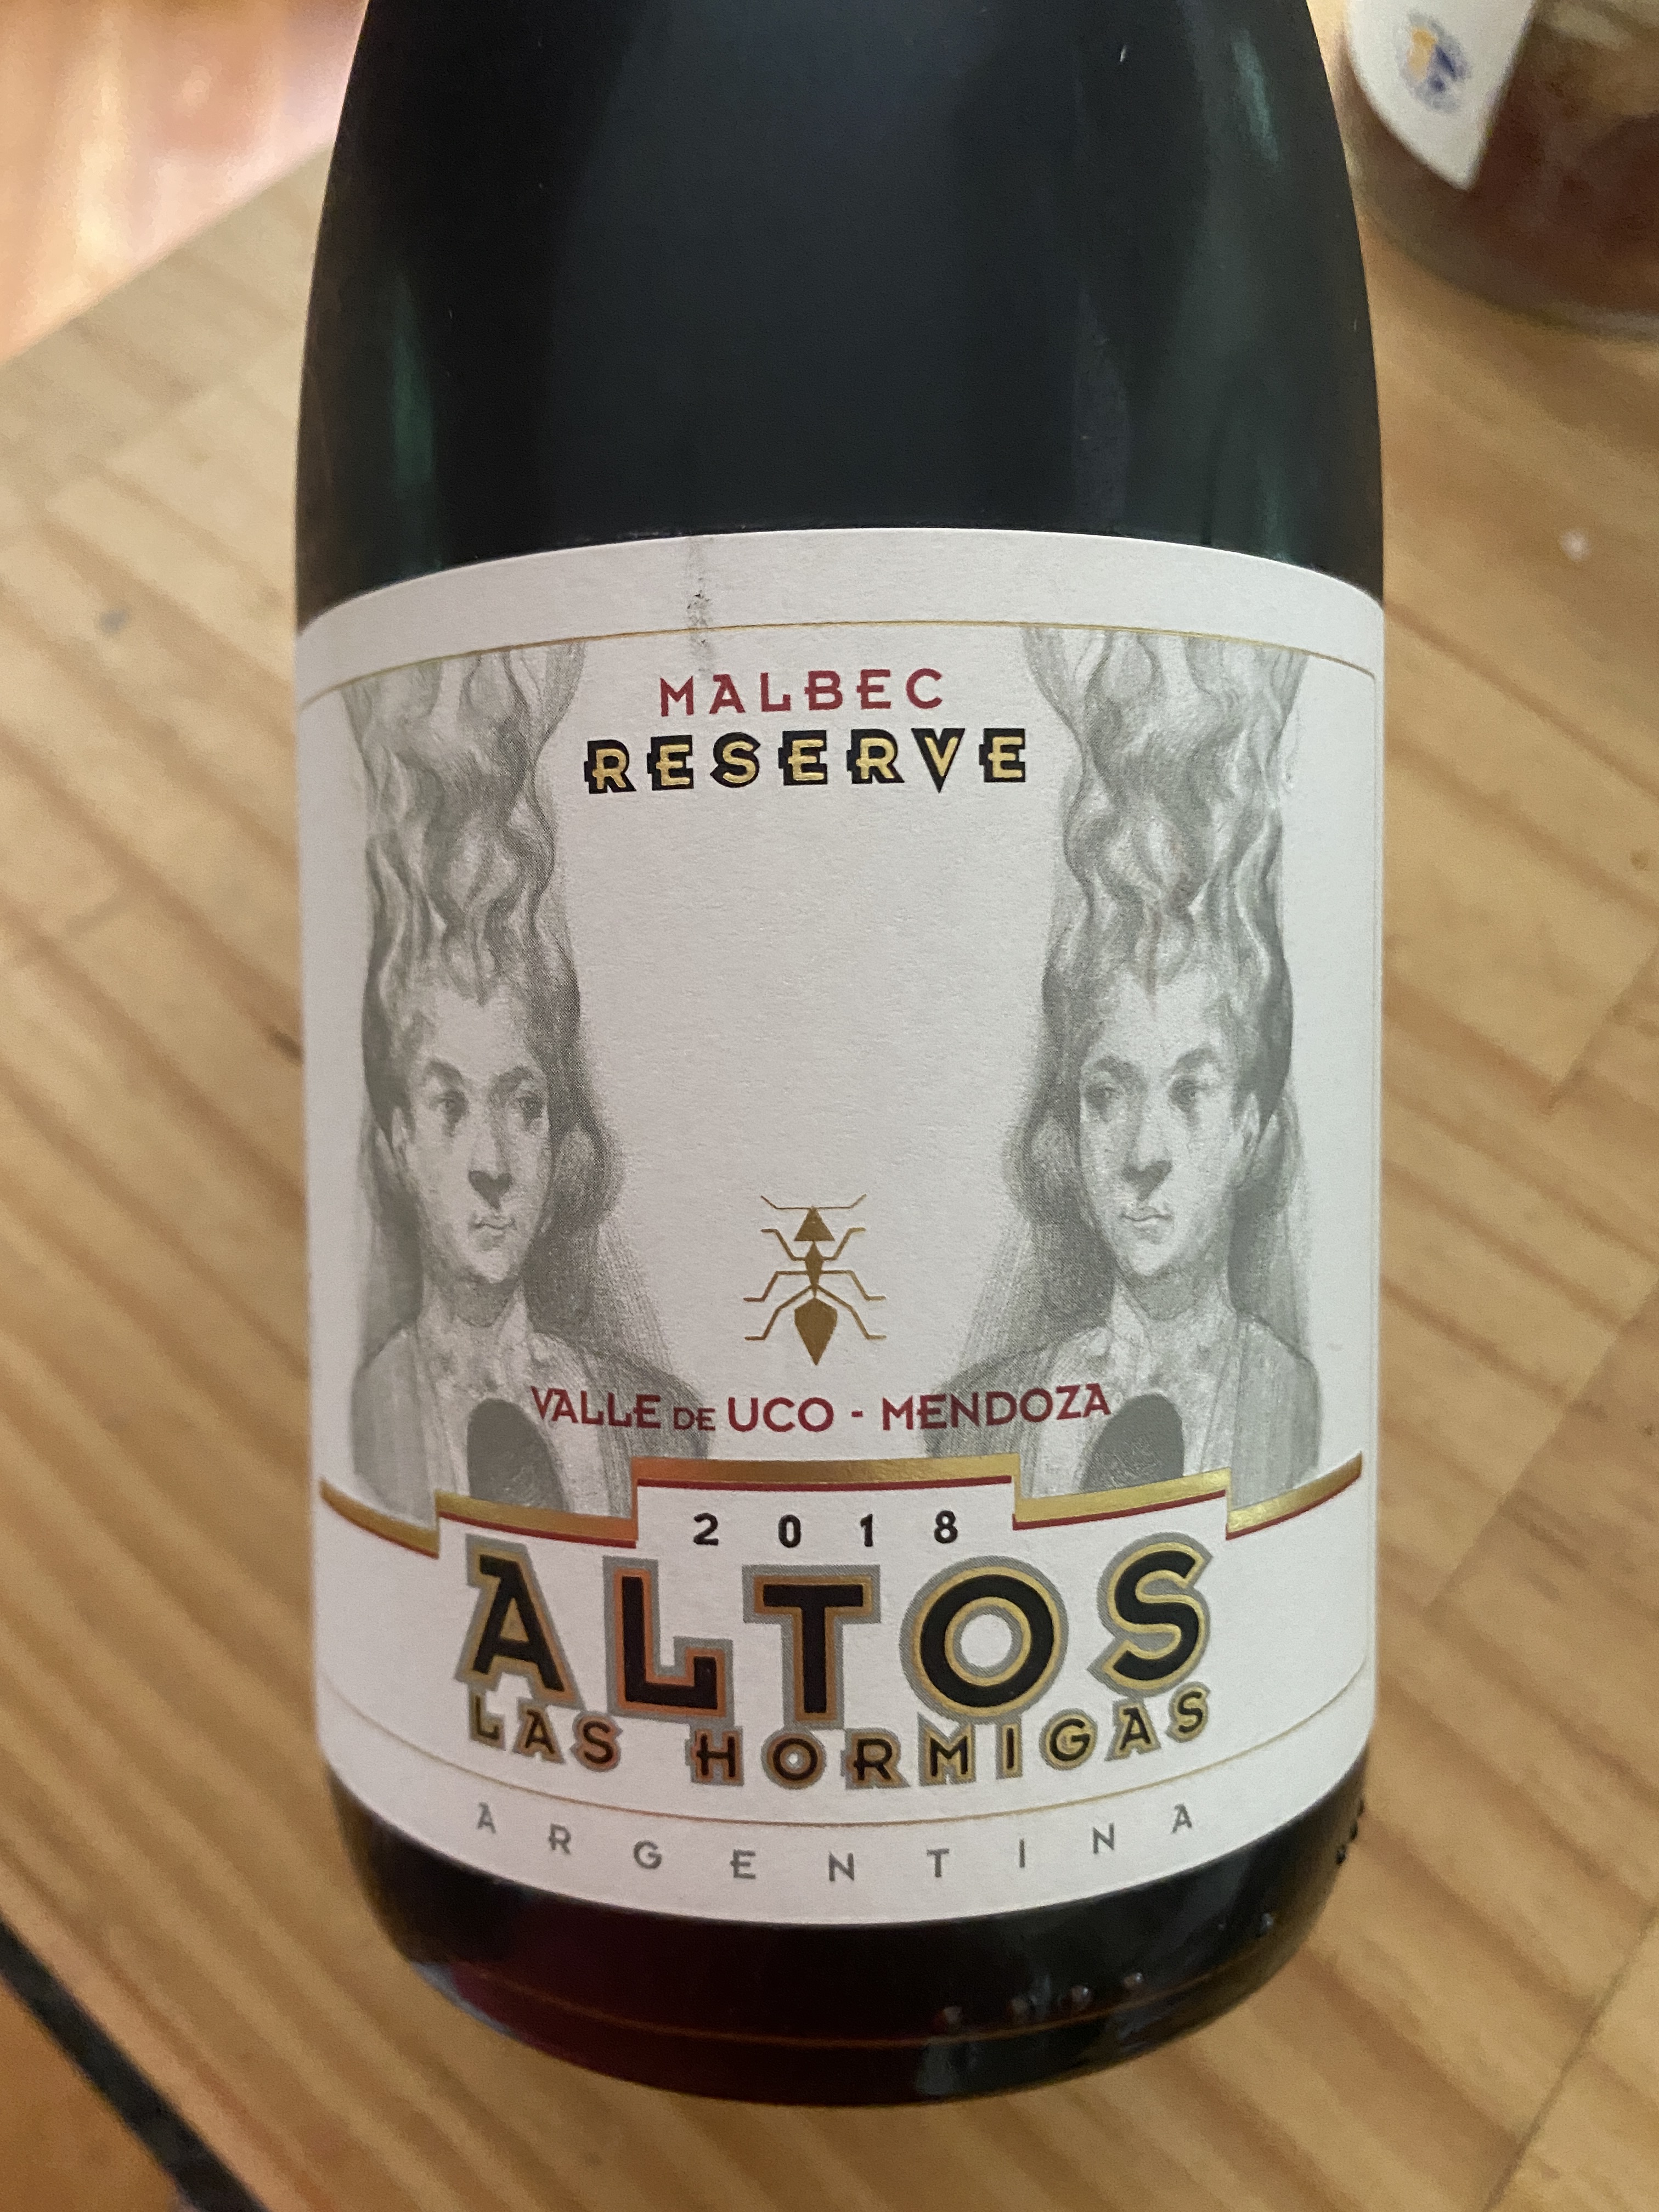 MALBEC
RESERVE
VALLE DE UCO - MENDOZA
2018
ALTOS
LAS HORMIGAS
ARGENTINA